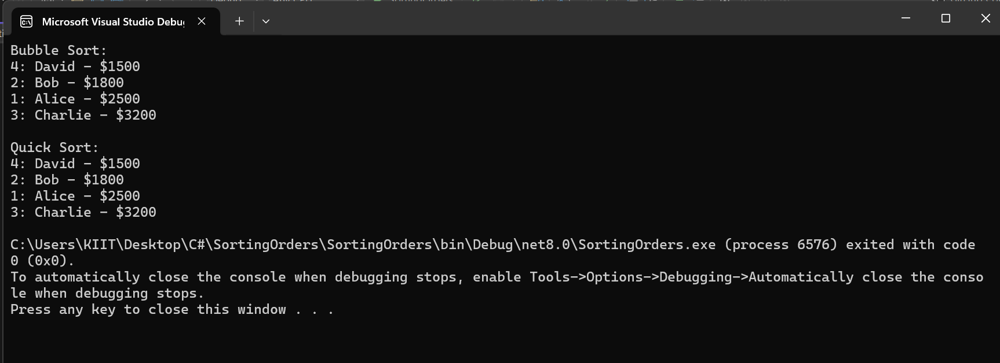 Microsoft Visual Studio Debu
Bubble Sort:
4: David - $1500
2: Bob - $1800
1: Alice - $2500
3: Charlie - $3200
Quick Sort:
4: David - $1500
2: Bob - $1800
1: Alice - $2500
3: Charlie - $3200
C:\Users\KIIT\Desktop\C#\SortingOrders\SortingOrders\bin\Debug\net8.0\SortingOrders.exe (process 6576) exited with code
0 (0x0).
To automatically close the console when debugging stops, enable Tools->Options->Debugging->Automatically close the conso
le when debugging stops.
Press any key to close this window . . .